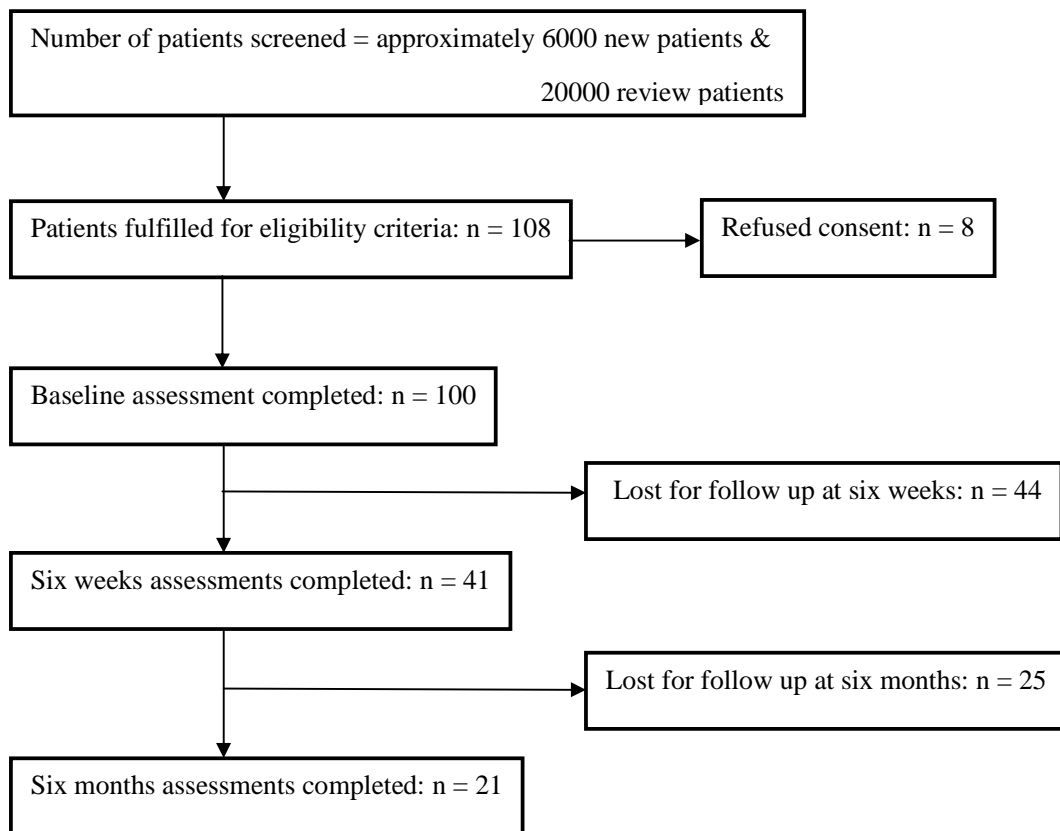 Number of patients screened = approximately 6000 new patients &
20000 review patients
Patients fulfilled for eligibility criteria: n = 108
Refused consent: n = 8
Baseline assessment completed: n = 100
Lost for follow up at six weeks: n = 44
Six weeks assessments completed: n = 41
Lost for follow up at six months: n = 25
Six months assessments completed: n = 21